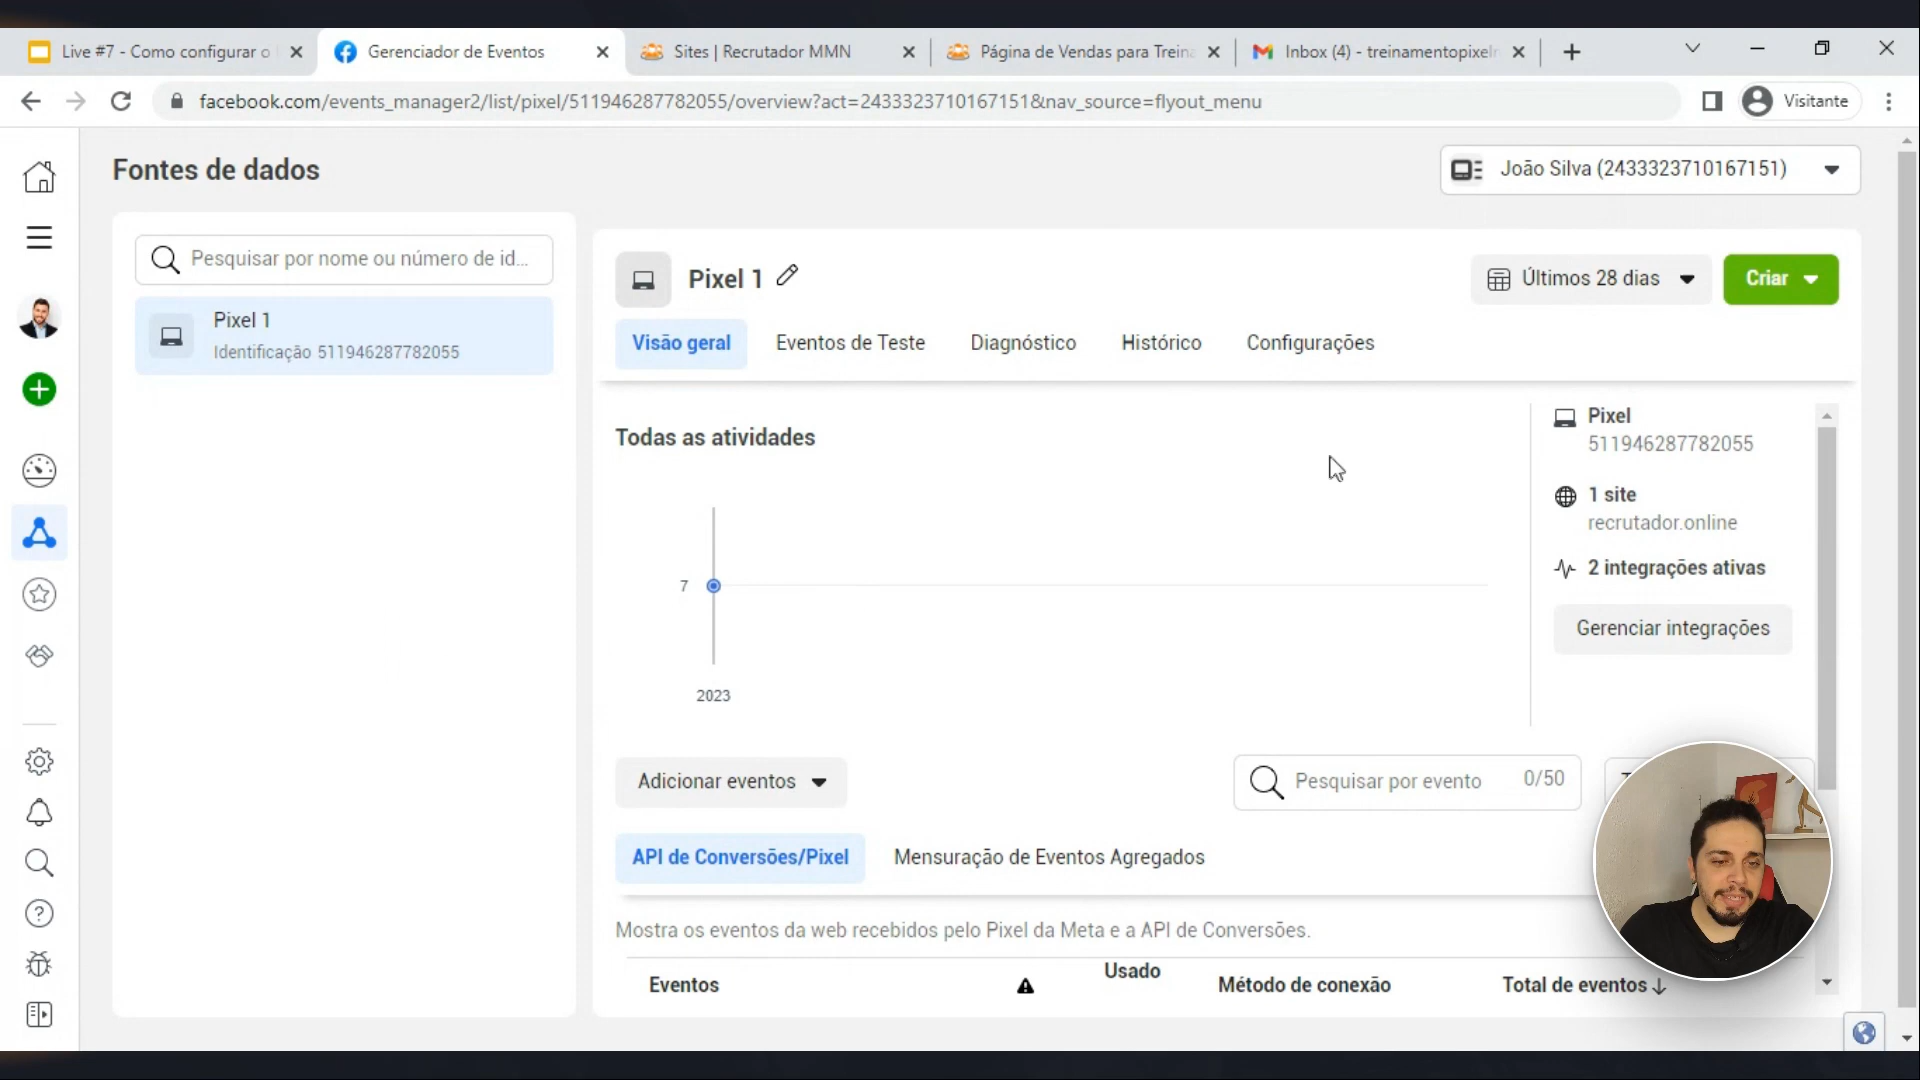 Live #7 - Como configurar o
Gerenciador de Eventos
Sites | Recrutador MMN
Página de Vendas para Treina
Inbox (4) - treinamentopixelr
facebook.com/events_manager2/list/pixel/511946287782055/overview?act=2433323710167151&nav_source=flyout_menu
Visitante
Fontes de dados
João Silva (2433323710167151)
Pesquisar por nome ou número de id...
Pixel 1
Identificação 511946287782055
Pixel 1
Últimos 28 dias
Criar
Visão geral
Eventos de Teste
Diagnóstico
Histórico
Configurações
Todas as atividades
7
2023
Pixel
511946287782055
1 site
recrutador.online
2 integrações ativas
Gerenciar integrações
Adicionar eventos
Pesquisar por evento 0/50
API de Conversões/Pixel
Mensuração de Eventos Agregados
Mostra os eventos da web recebidos pelo Pixel da Meta e a API de Conversões.
Eventos
Usado
Método de conexão
Total de eventos